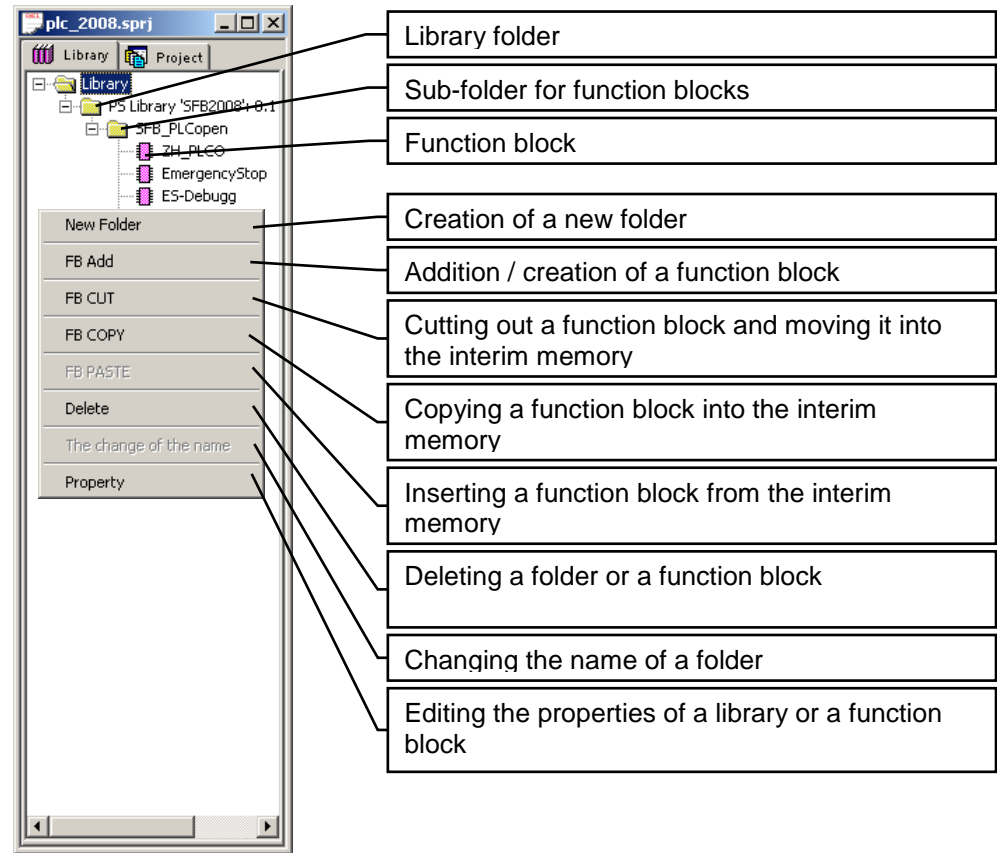 plc_2008.sprj
Library Project
Library
PS Library 'SFB2008': 0.1
SFB_PLCopen
ZH_PLCO
EmergencyStop
ES-Debugg
New Folder
FB Add
FB CUT
FB COPY
FB PASTE
Delete
The change of the name
Property
Library folder
Sub-folder for function blocks
Function block
Creation of a new folder
Addition / creation of a function block
Cutting out a function block and moving it into
the interim memory
Copying a function block into the interim
memory
Inserting a function block from the interim
memory
Deleting a folder or a function block
Changing the name of a folder
Editing the properties of a library or a function
block